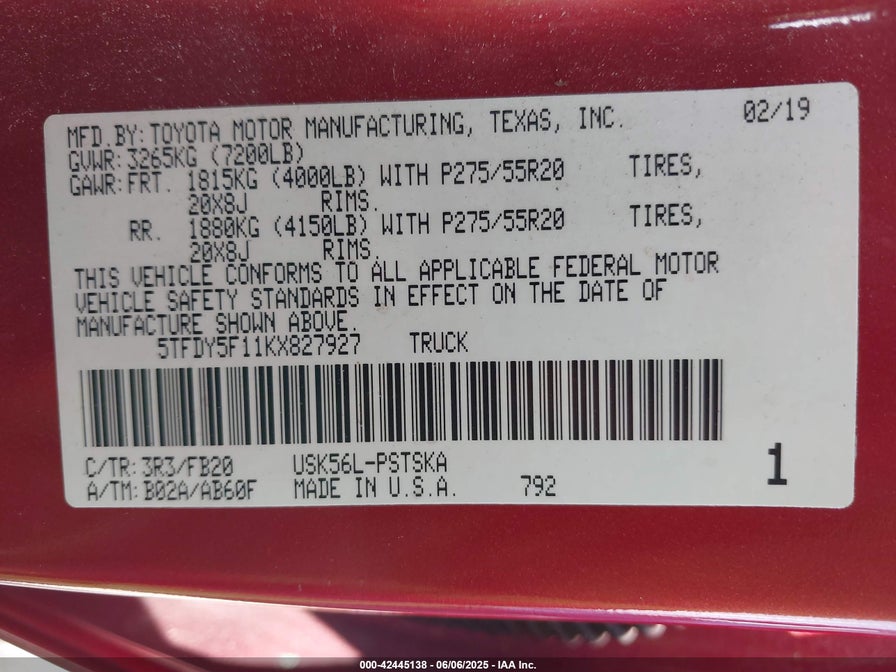 MFD.BY: TOYOTA MOTOR MANUFACTURING, TEXAS, INC. 02/19
GVWR: 3265KG (7200LB)
GAWR: FRT. 1815KG (4000LB) WITH P275/55R20 TIRES,
20X8J RIMS.
RR. 1880KG (4150LB) WITH P275/55R20 TIRES,
20X8J RIMS.
THIS VEHICLE CONFORMS TO ALL APPLICABLE FEDERAL MOTOR
VEHICLE SAFETY STANDARDS IN EFFECT ON THE DATE OF
MANUFACTURE SHOWN ABOVE.
5TFDY5F11KX827927 TRUCK
C/TR: 3R3/FB20 USK56L-PSTSKA
A/TM: B02A/AB60F MADE IN U.S.A. 792 1
000-42445138 - 06/06/2025 - IAA Inc.